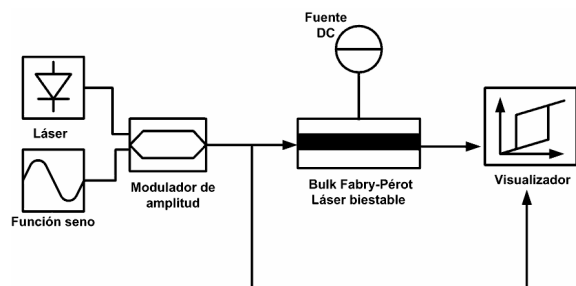 Fuente
DC
Láser
Función seno
Modulador de
amplitud
Bulk Fabry-Pérot
Láser biestable
Visualizador